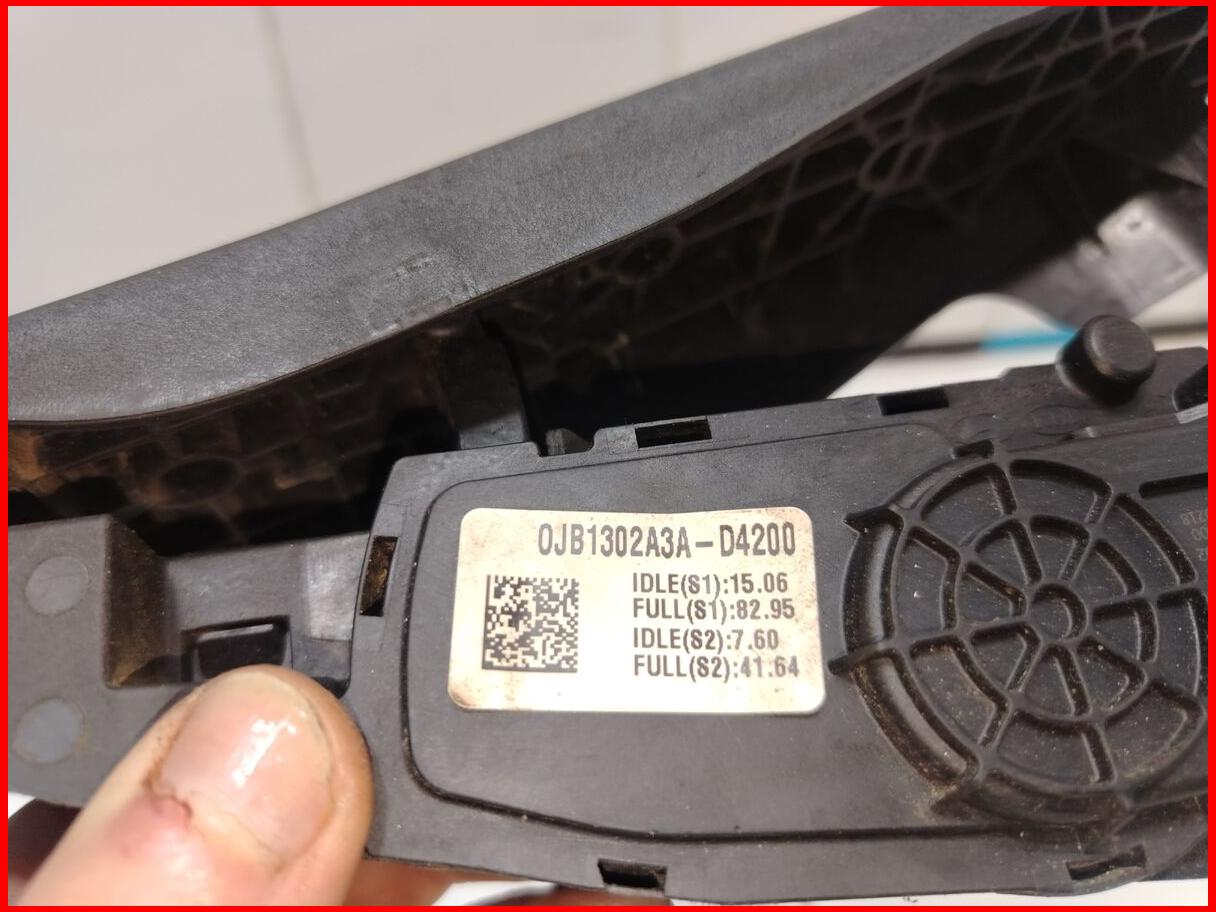 0JB1302A3A-D4200
IDLE(S1):15.06
FULL(S1):82.95
IDLE(S2):7.60
FULL(S2):41.64